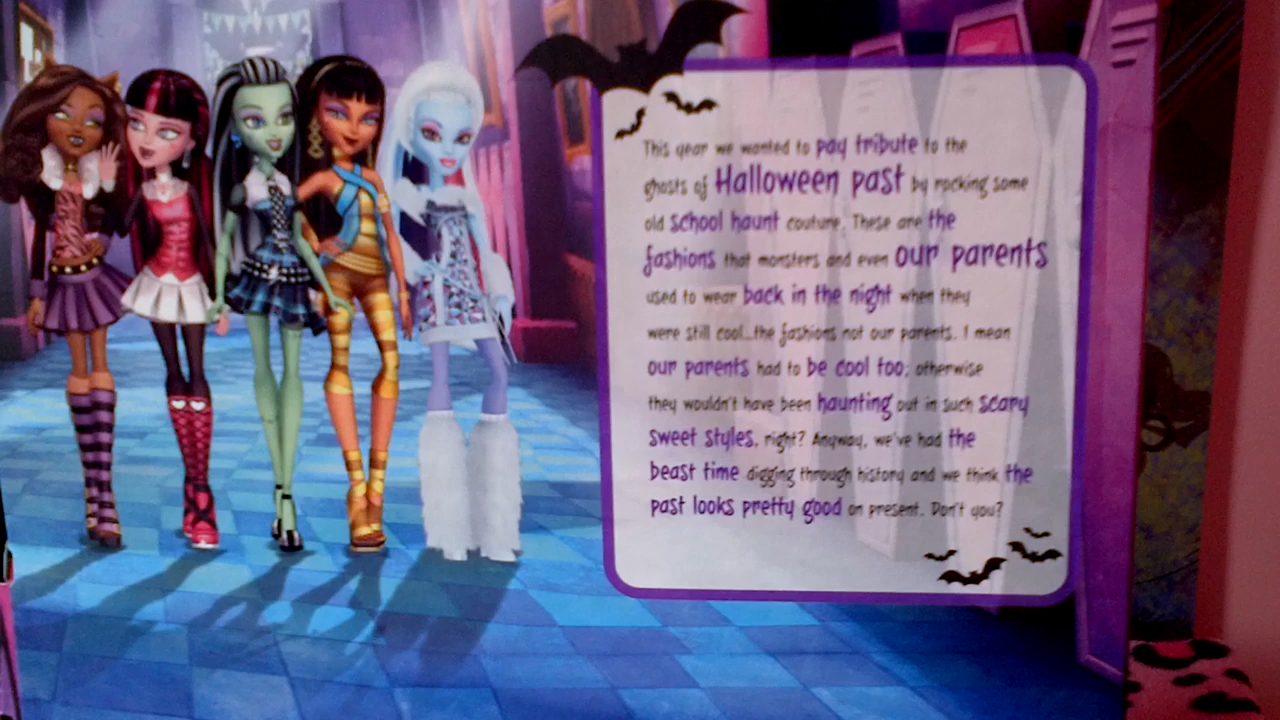 This year we wanted to pay tribute to the
ghosts of Halloween past by rocking some
old school haunt couture. These are the
fashions that monsters and even our parents
used to wear back in the night when they
were still cool...the fashions not our parents. I mean
our parents had to be cool too; otherwise
they wouldn't have been haunting out in such scary
sweet styles, right? Anyway, we've had the
beast time digging through history and we think the
past looks pretty good on present. Don't you?